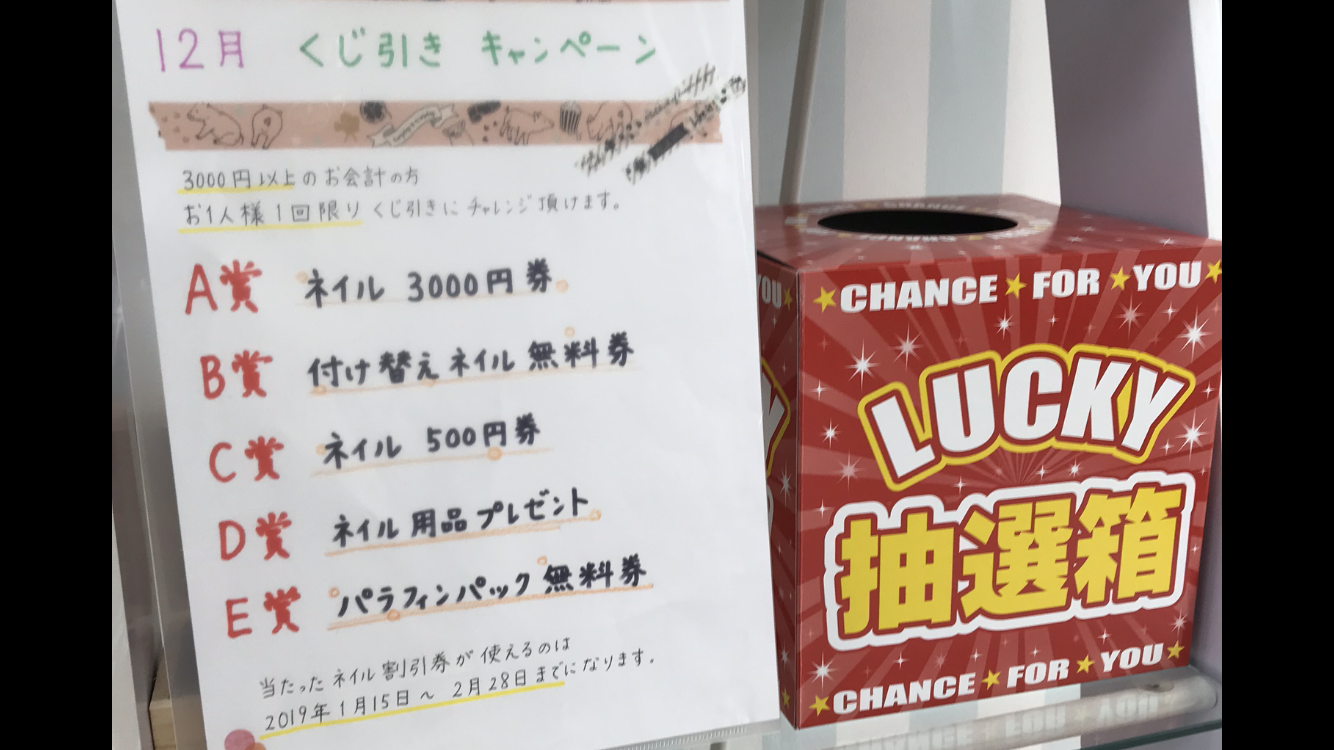 12月 くじ引き キャンペーン
3000円以上のお会計の方
お1人様1回限りくじ引きにチャレンジ頂けます。
A賞 ネイル 3000円券
B賞 付け替えネイル無料券
C賞 ネイル 500円券
D賞 ネイル用品プレゼント
E賞 パラフィンパック無料券
当たったネイル割引券が使えるのは
2019年1月15日～2月28日までになります。
CHANCE★FOR★YOU
LUCKY
抽選箱
CHANCE★FOR★YOU